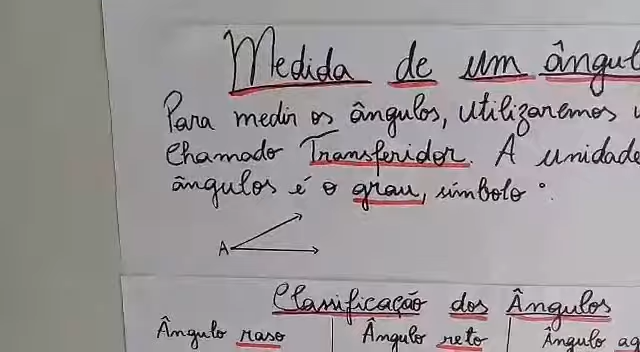 Medida de um ângul
Para medir os ângulos, utilizaremos
chamado Transferidor. A unidade
ângulos é o grau, símbolo °.
A
Classificação dos Ângulos
Ângulo raso Ângulo reto Ângulo ag